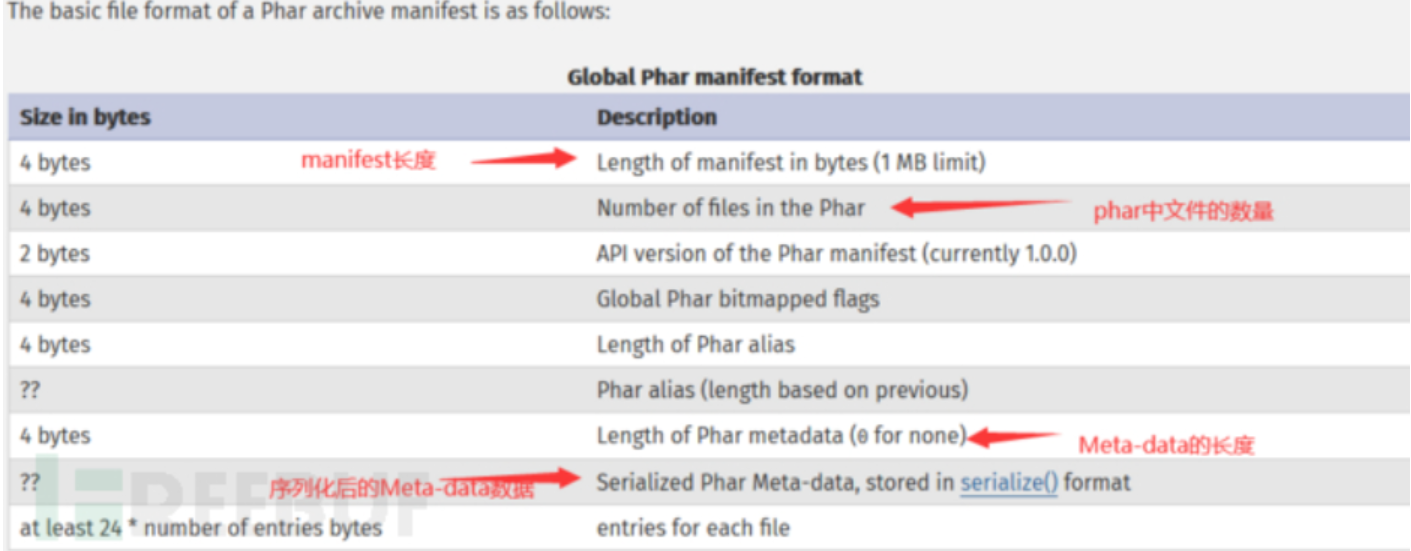 The basic file format of a Phar archive manifest is as follows:
Global Phar manifest format
Size in bytes Description
4 bytes manifest长度 Length of manifest in bytes (1 MB limit)
4 bytes Number of files in the Phar phar中文件的数量
2 bytes API version of the Phar manifest (currently 1.0.0)
4 bytes Global Phar bitmapped flags
4 bytes Length of Phar alias
?? Phar alias (length based on previous)
4 bytes Length of Phar metadata (0 for none) Meta-data的长度
?? 序列化后的Meta-data数据 Serialized Phar Meta-data, stored in serialize() format
at least 24 * number of entries bytes entries for each file